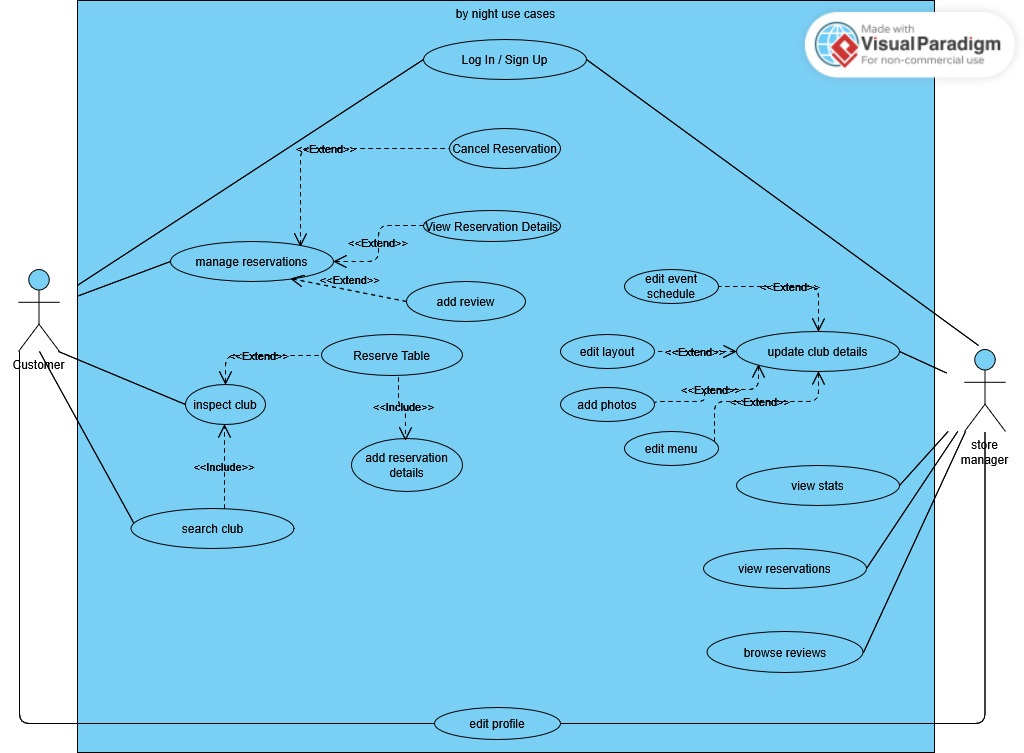 by night use cases
Made with
Visual Paradigm
For non-commercial use
Log In / Sign Up
<<Extend>>
Cancel Reservation
View Reservation Details
<<Extend>>
manage reservations
<<Extend>>
add review
edit event
schedule
<<Extend>>
Customer
<<Extend>>
Reserve Table
edit layout
<<Extend>>
update club details
<<Extend>>
<<Extend>>
inspect club
<<Include>>
add photos
edit menu
store
manager
add reservation
details
<<Include>>
view stats
search club
view reservations
browse reviews
edit profile